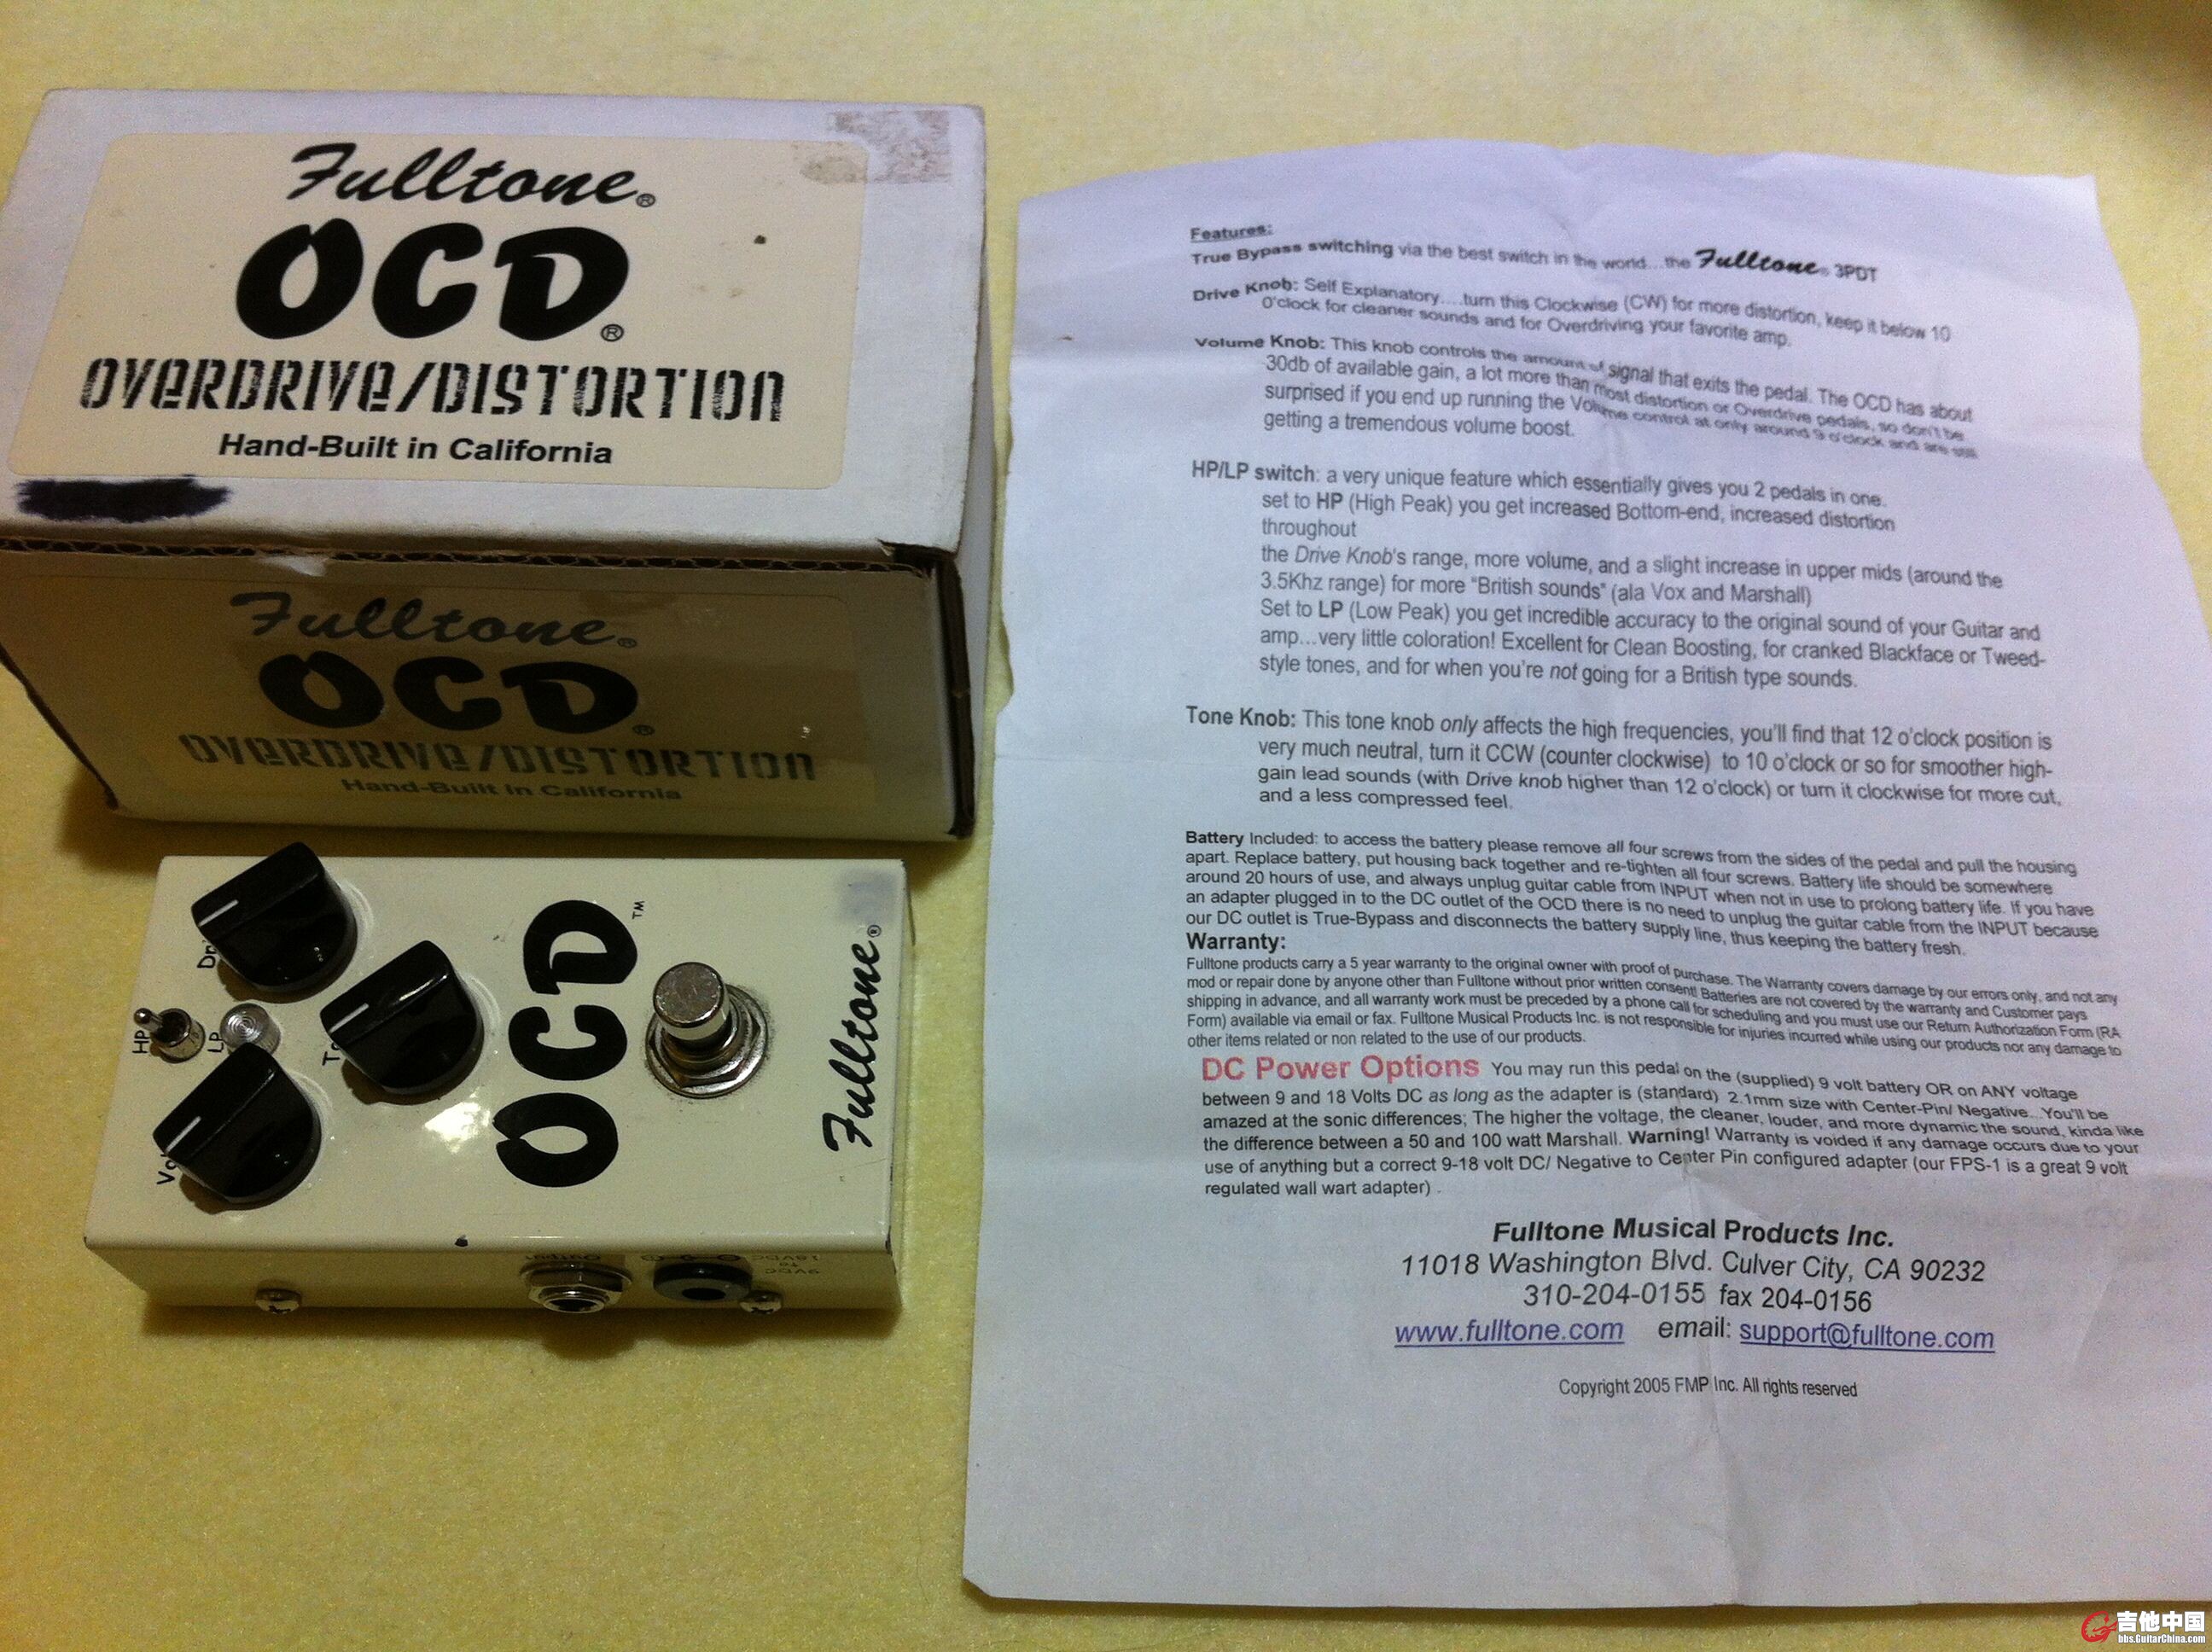 Fulltone®
OCD®
OVERDRIVE/DISTORTION
Hand-Built in California
Fulltone®
OCD®
OVERDRIVE/DISTORTION
Hand-Built in California
HP
LP
OCD™
Fulltone®
Output
9VDC
to
18VDC
Features:
True Bypass switching via the best switch in the world...the Fulltone® 3PDT
Drive Knob: Self Explanatory....turn this Clockwise (CW) for more distortion, keep it below 10
O'clock for cleaner sounds and for Overdriving your favorite amp.
Volume Knob: This knob controls the amount of signal that exits the pedal. The OCD has about
30db of available gain, a lot more than most distortion or Overdrive pedals, so don't be
surprised if you end up running the Volume control at only around 9 o'clock and are still
getting a tremendous volume boost.
HP/LP switch: a very unique feature which essentially gives you 2 pedals in one.
set to HP (High Peak) you get increased Bottom-end, increased distortion
throughout
the Drive Knob's range, more volume, and a slight increase in upper mids (around the
3.5Khz range) for more "British sounds" (ala Vox and Marshall)
Set to LP (Low Peak) you get incredible accuracy to the original sound of your Guitar and
amp...very little coloration! Excellent for Clean Boosting, for cranked Blackface or Tweed-
style tones, and for when you're not going for a British type sounds.
Tone Knob: This tone knob only affects the high frequencies, you'll find that 12 o'clock position is
very much neutral, turn it CCW (counter clockwise) to 10 o'clock or so for smoother high-
gain lead sounds (with Drive knob higher than 12 o'clock) or turn it clockwise for more cut,
and a less compressed feel.
Battery Included: to access the battery please remove all four screws from the sides of the pedal and pull the housing
apart. Replace battery, put housing back together and re-tighten all four screws. Battery life should be somewhere
around 20 hours of use, and always unplug guitar cable from INPUT when not in use to prolong battery life. If you have
an adapter plugged in to the DC outlet of the OCD there is no need to unplug the guitar cable from the INPUT because
our DC outlet is True-Bypass and disconnects the battery supply line, thus keeping the battery fresh.
Warranty:
Fulltone products carry a 5 year warranty to the original owner with proof of purchase. The Warranty covers damage by our errors only, and not any
mod or repair done by anyone other than Fulltone without prior written consent! Batteries are not covered by the warranty and Customer pays
shipping in advance, and all warranty work must be preceded by a phone call for scheduling and you must use our Return Authorization Form (RA
Form) available via email or fax. Fulltone Musical Products Inc. is not responsible for injuries incurred while using our products nor any damage to
other items related or non related to the use of our products.
DC Power Options You may run this pedal on the (supplied) 9 volt battery OR on ANY voltage
between 9 and 18 Volts DC as long as the adapter is (standard) 2.1mm size with Center-Pin/ Negative...You'll be
amazed at the sonic differences; The higher the voltage, the cleaner, louder, and more dynamic the sound, kinda like
the difference between a 50 and 100 watt Marshall. Warning! Warranty is voided if any damage occurs due to your
use of anything but a correct 9-18 volt DC/ Negative to Center Pin configured adapter (our FPS-1 is a great 9 volt
regulated wall wart adapter) .
Fulltone Musical Products Inc.
11018 Washington Blvd. Culver City, CA 90232
310-204-0155 fax 204-0156
www.fulltone.com email: support@fulltone.com
Copyright 2005 FMP Inc. All rights reserved
吉他中国
bbs.GuitarChina.com